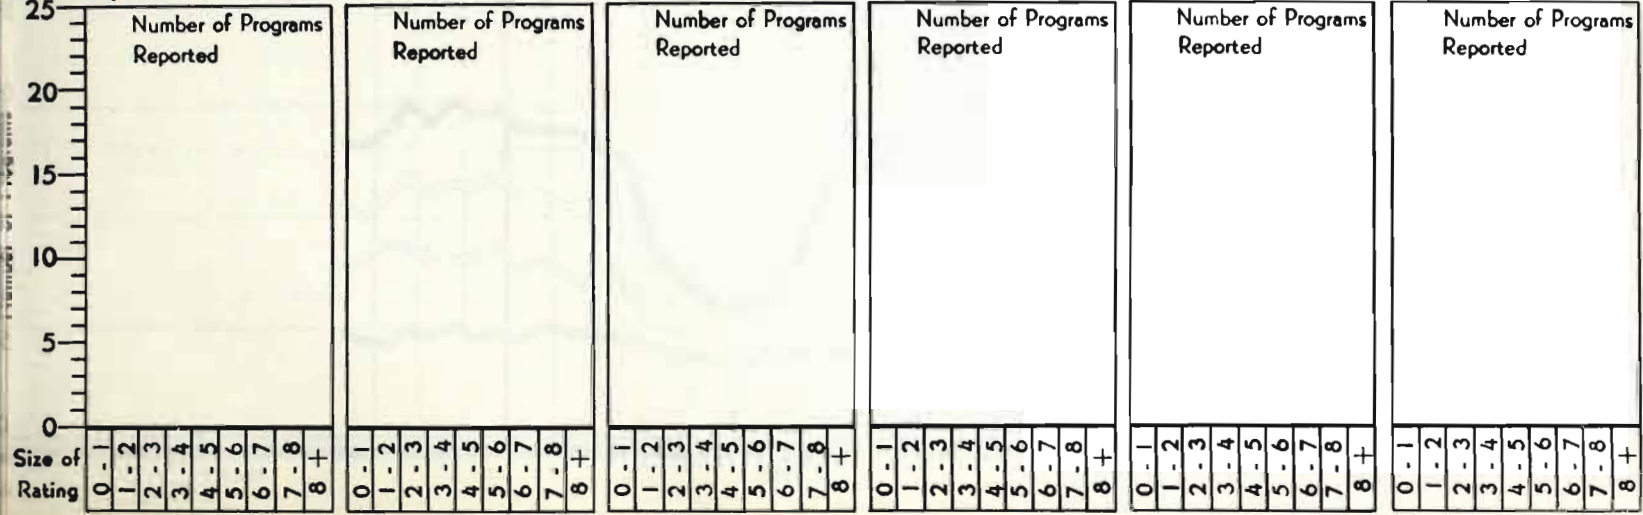 25
20
15
10
5
0
Number of Programs
Reported
Number of Programs
Reported
Number of Programs
Reported
Number of Programs
Reported
Number of Programs
Reported
Number of Programs
Reported
Number of Programs
Size of
Rating
0 - 1
1 - 2
2 - 3
3 - 4
4 - 5
5 - 6
6 - 7
7 - 8
8 +
0 - 1
1 - 2
2 - 3
3 - 4
4 - 5
5 - 6
6 - 7
7 - 8
8 +
0 - 1
1 - 2
2 - 3
3 - 4
4 - 5
5 - 6
6 - 7
7 - 8
8 +
0 - 1
1 - 2
2 - 3
3 - 4
4 - 5
5 - 6
6 - 7
7 - 8
8 +
0 - 1
1 - 2
2 - 3
3 - 4
4 - 5
5 - 6
6 - 7
7 - 8
8 +
0 - 1
1 - 2
2 - 3
3 - 4
4 - 5
5 - 6
6 - 7
7 - 8
8 +